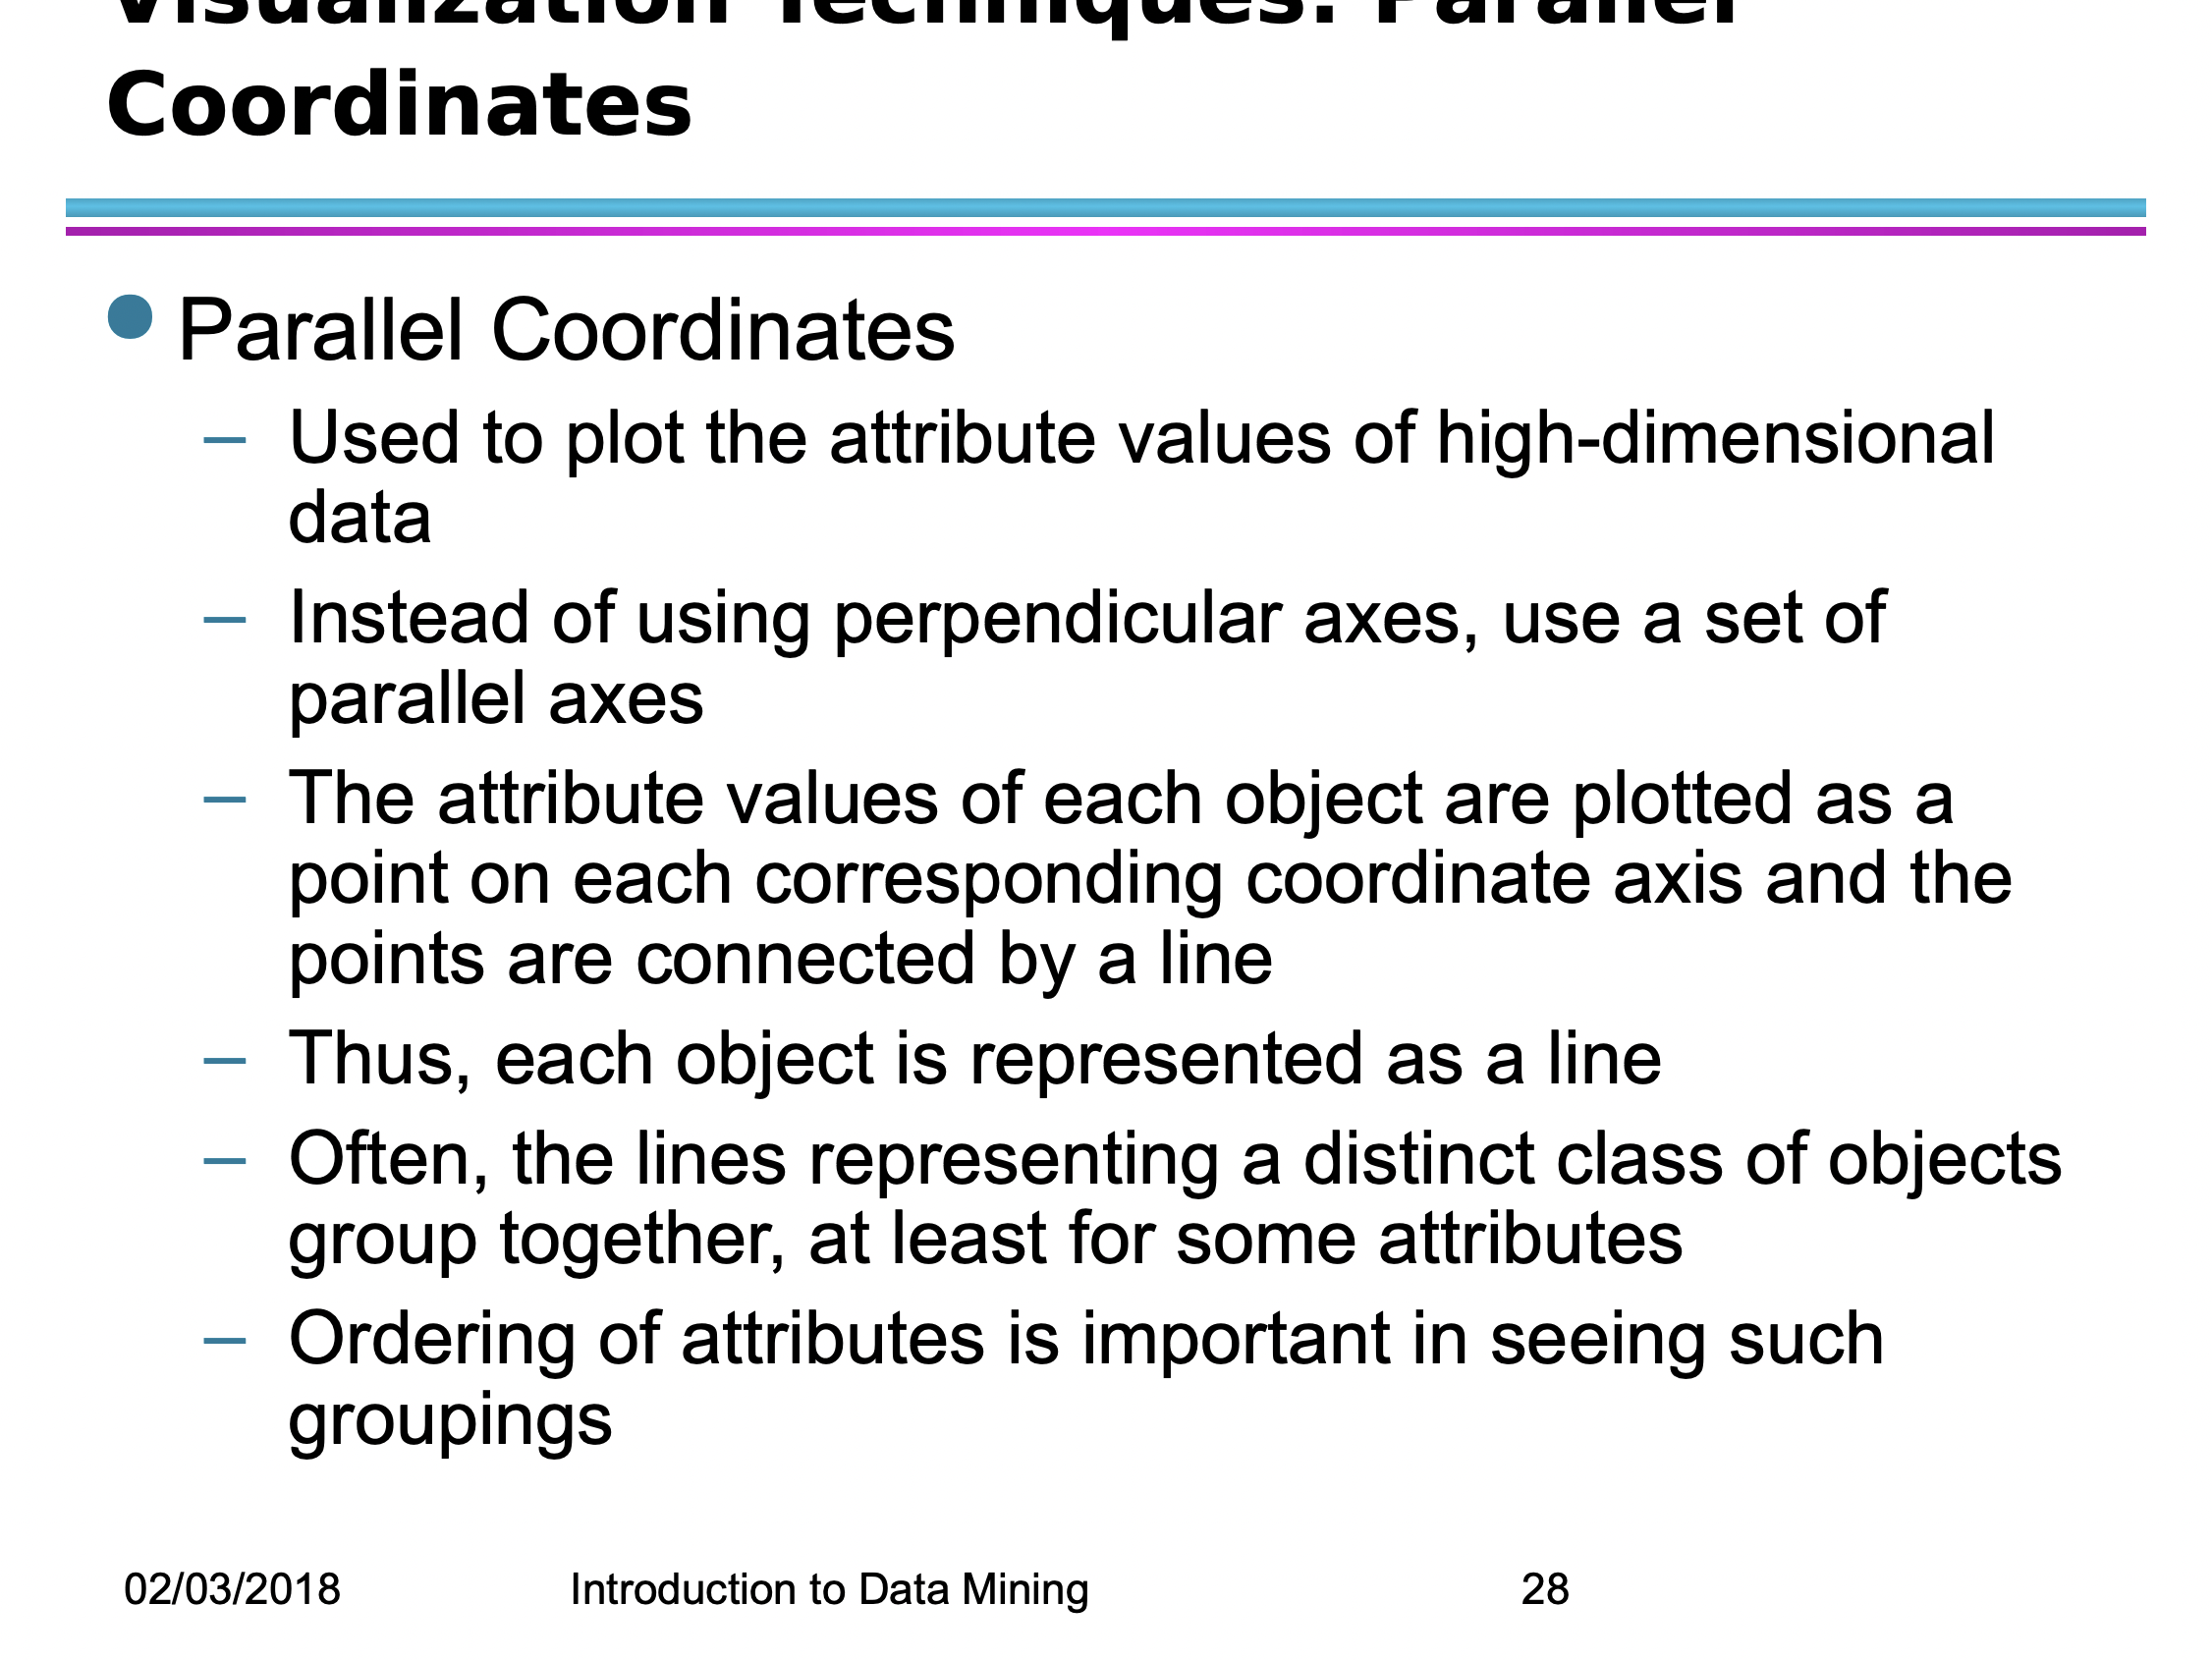 Visualization Techniques: Parallel
Coordinates
Parallel Coordinates
– Used to plot the attribute values of high-dimensional
data
– Instead of using perpendicular axes, use a set of
parallel axes
– The attribute values of each object are plotted as a
point on each corresponding coordinate axis and the
points are connected by a line
– Thus, each object is represented as a line
– Often, the lines representing a distinct class of objects
group together, at least for some attributes
– Ordering of attributes is important in seeing such
groupings
02/03/2018 Introduction to Data Mining 28